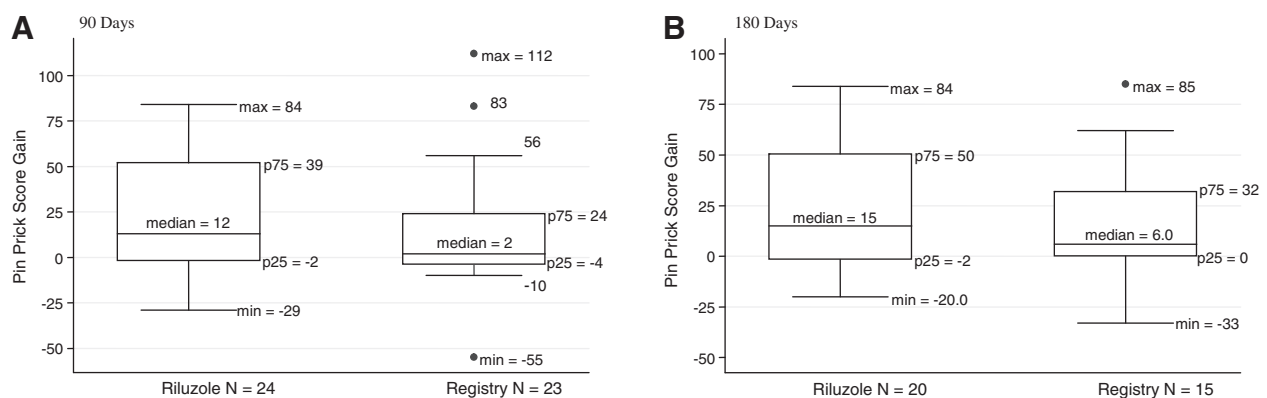 A
90 Days
Pin Prick Score Gain
100
75
50
25
0
-25
-50
max = 84
p75 = 39
median = 12
p25 = -2
min = -29
max = 112
83
56
p75 = 24
median = 2
p25 = -4
-10
min = -55
Riluzole N = 24
Registry N = 23
B
180 Days
Pin Prick Score Gain
100
75
50
25
0
-25
-50
max = 84
p75 = 50
median = 15
p25 = -2
min = -20.0
max = 85
p75 = 32
median = 6.0
p25 = 0
min = -33
Riluzole N = 20
Registry N = 15